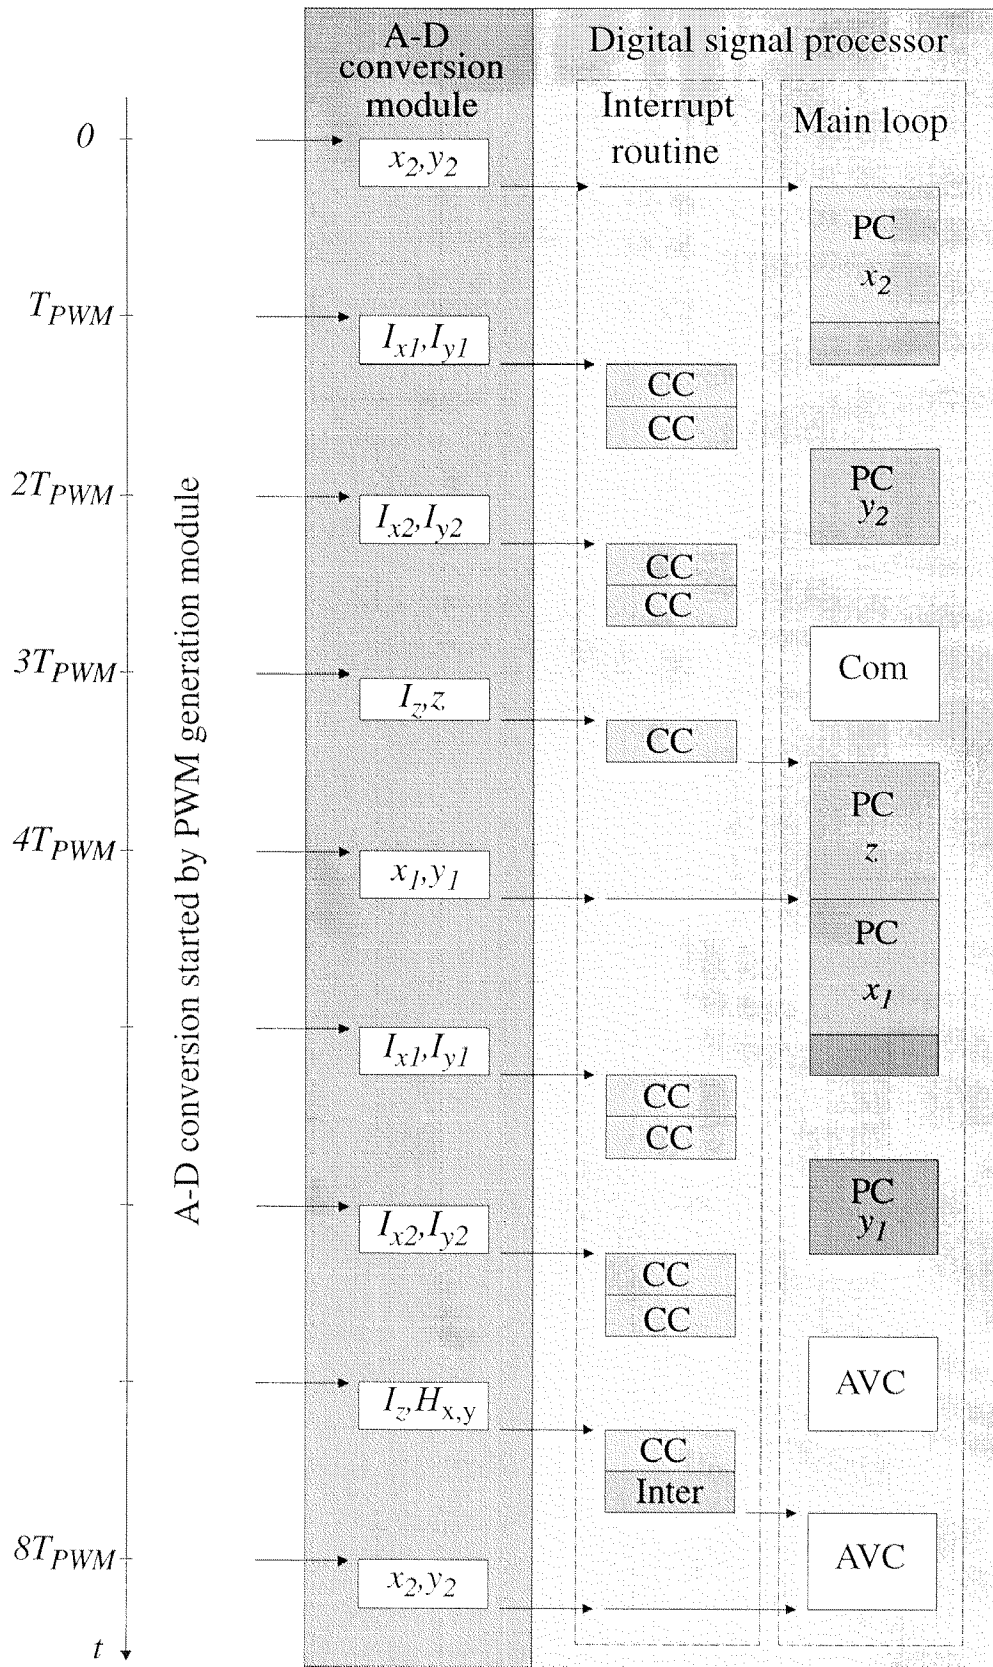 A-D
conversion
module
Digital signal processor
Interrupt
routine
Main loop
A-D conversion started by PWM generation module
0
x2,y2
PC
x2
TPWM
Ix1,Iy1
CC
CC
2TPWM
Ix2,Iy2
PC
y2
CC
CC
3TPWM
Iz,z
Com
CC
PC
z
4TPWM
x1,y1
PC
x1
Ix1,Iy1
CC
CC
PC
y1
Ix2,Iy2
CC
CC
AVC
Iz,Hx,y
CC
Inter
AVC
8TPWM
x2,y2
t